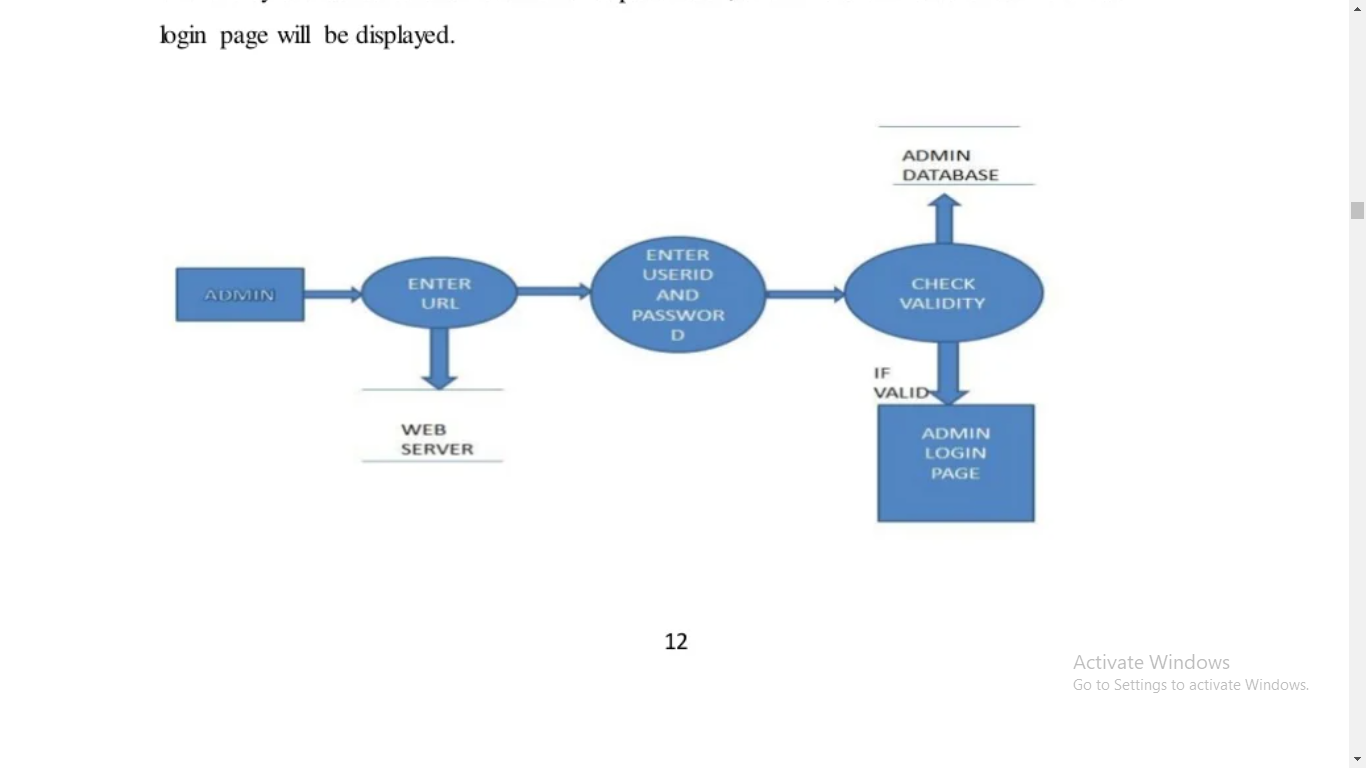 login page will be displayed.
ADMIN
DATABASE
ADMIN
ENTER
URL
ENTER
USERID
AND
PASSWOR
D
CHECK
VALIDITY
IF
VALID
WEB
SERVER
ADMIN
LOGIN
PAGE
12
Activate Windows
Go to Settings to activate Windows.